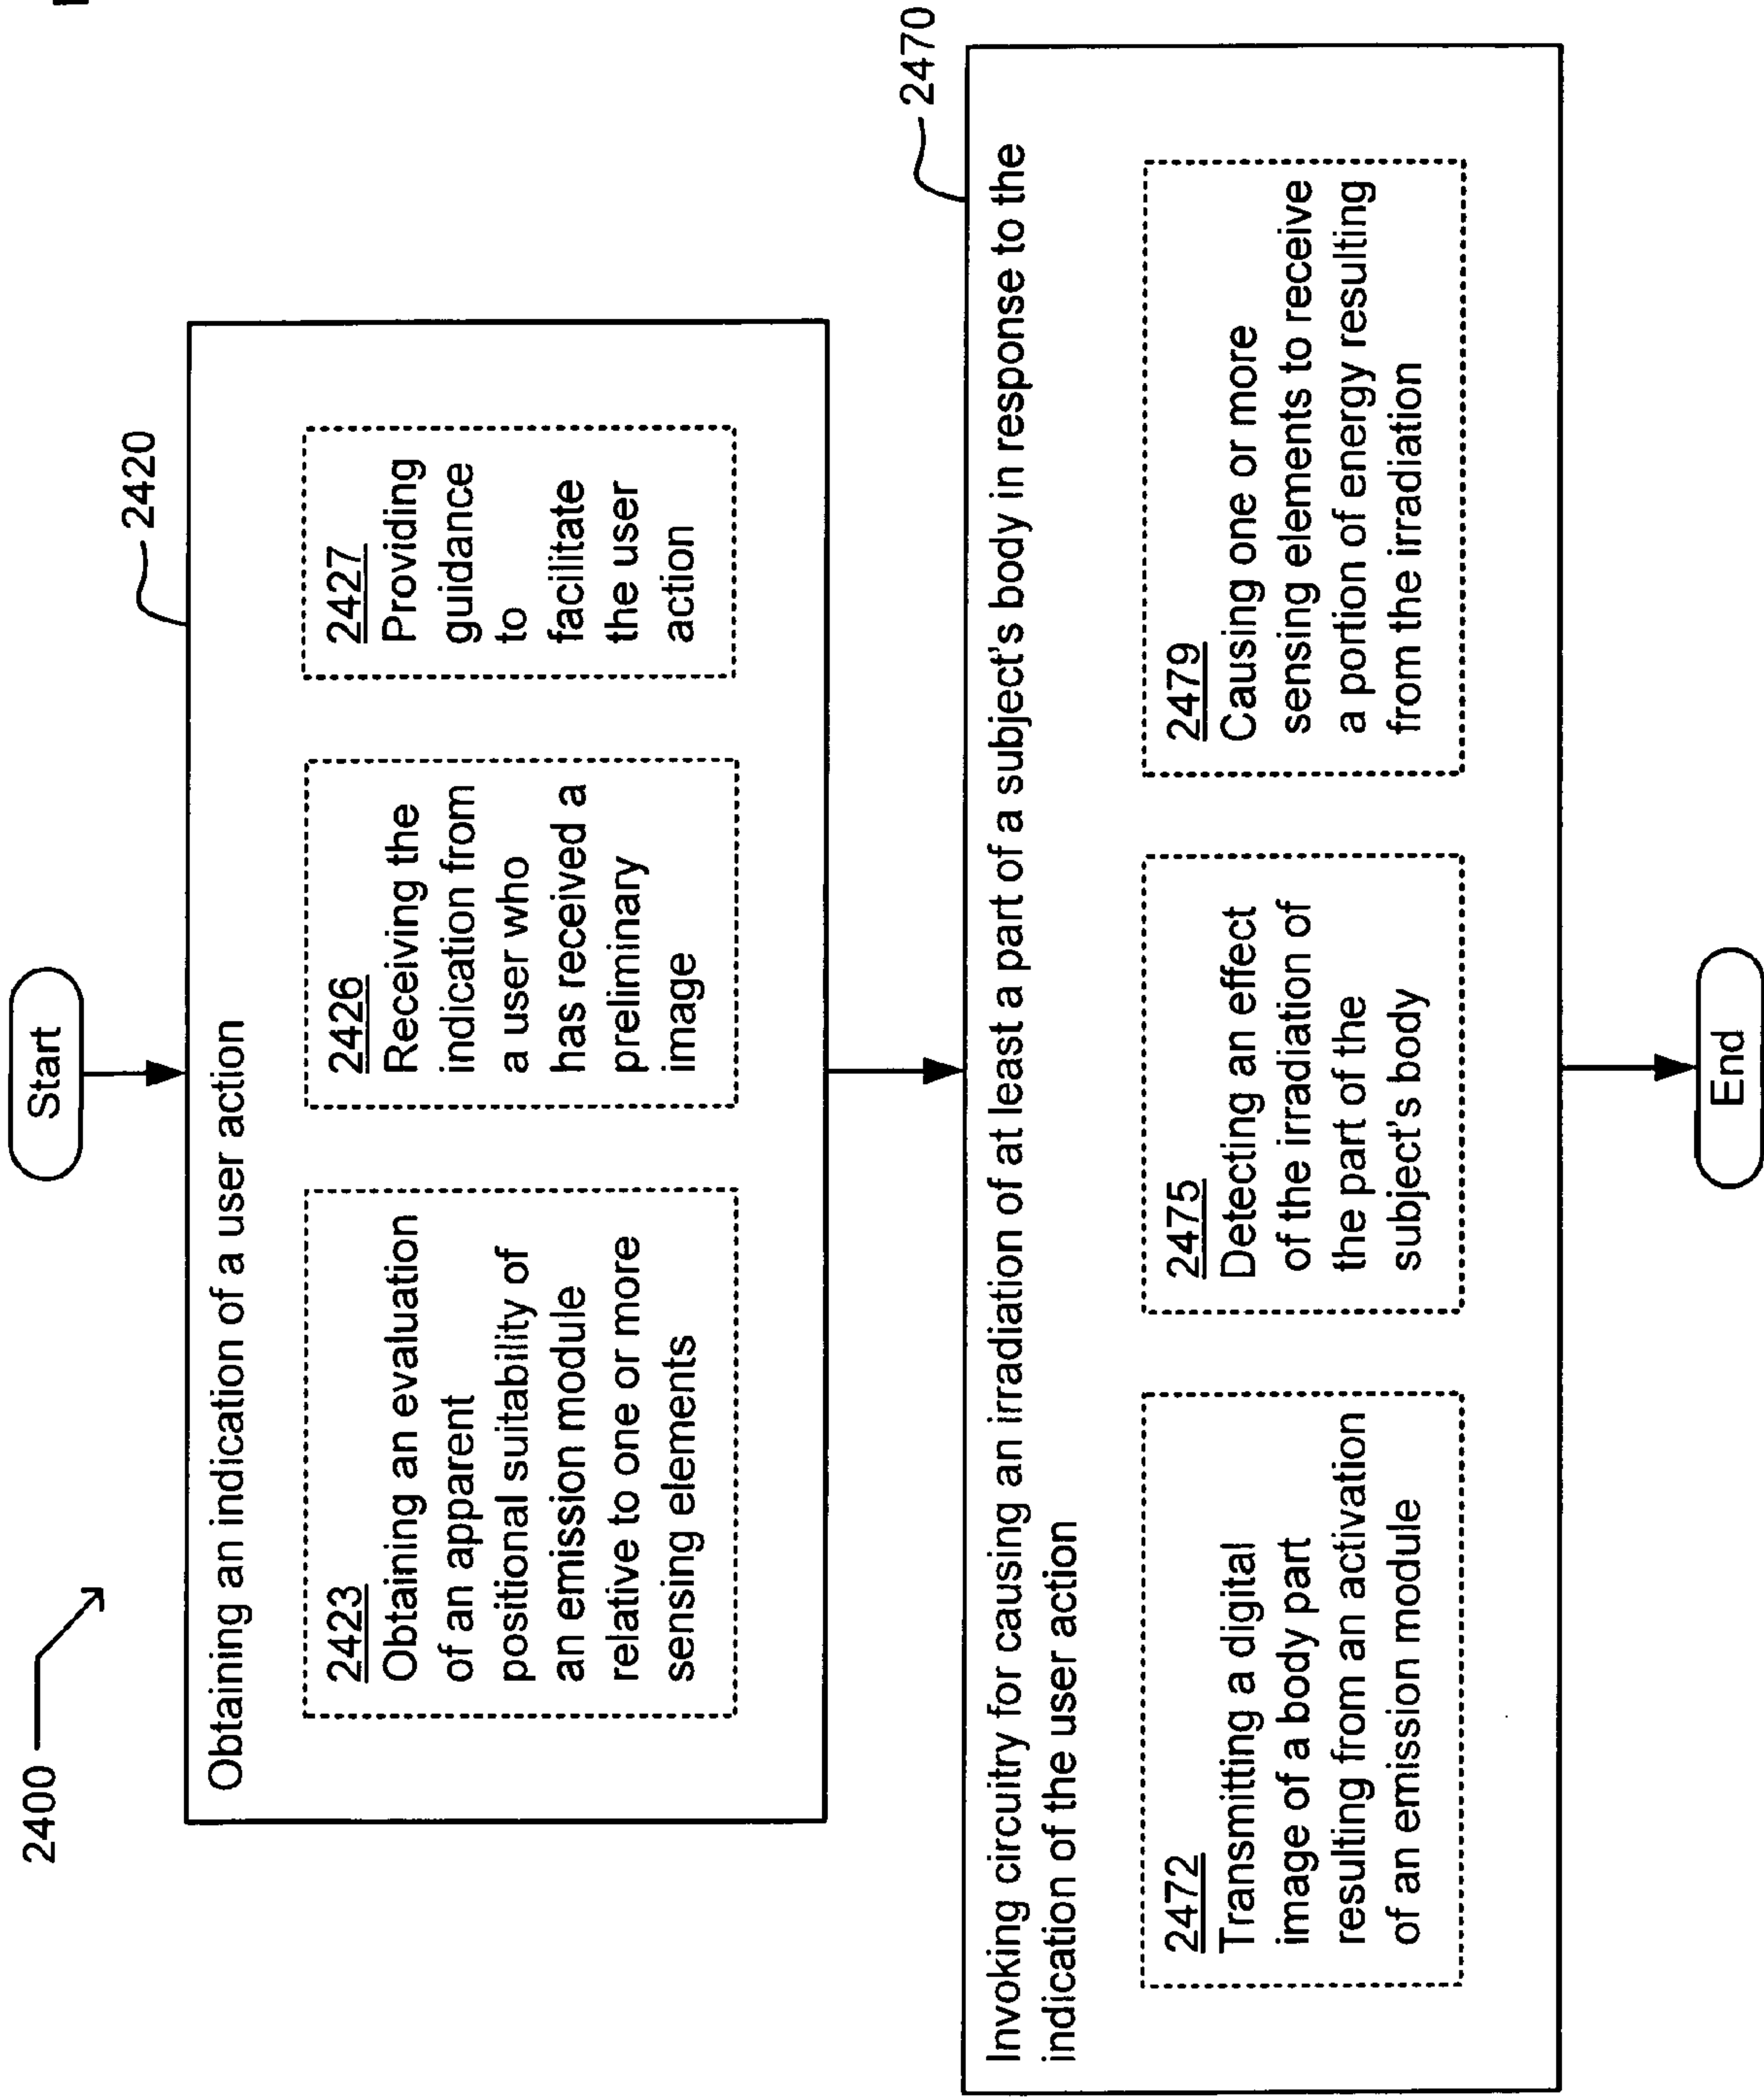 2400
Start
2420
Obtaining an indication of a user action
2423
Obtaining an evaluation
of an apparent
positional suitability of
an emission module
relative to one or more
sensing elements
2426
Receiving the
indication from
a user who
has received a
preliminary
image
2427
Providing
guidance
to
facilitate
the user
action
2470
Invoking circuitry for causing an irradiation of at least a part of a subject's body in response to the
indication of the user action
2472
Transmitting a digital
image of a body part
resulting from an activation
of an emission module
2475
Detecting an effect
of the irradiation of
the part of the
subject's body
2479
Causing one or more
sensing elements to receive
a portion of energy resulting
from the irradiation
End